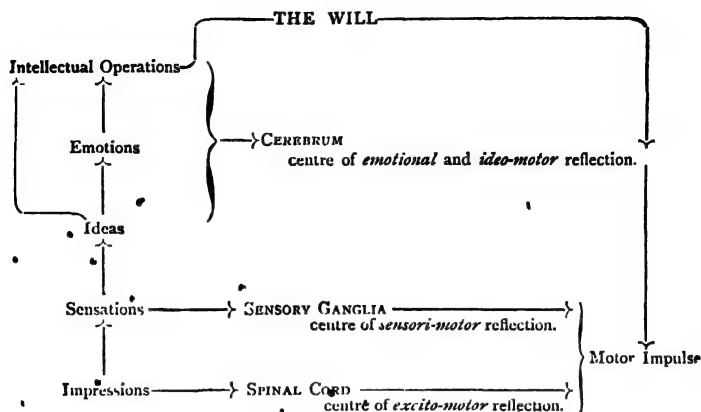 THE WILL
Intellectual Operations
Emotions
CEREBRUM
centre of emotional and ideo-motor reflection.
Ideas
Sensations
SENSORY GANGLIA
centre of sensori-motor reflection.
Motor Impulse
Impressions
SPINAL CORD
centre of excito-motor reflection.